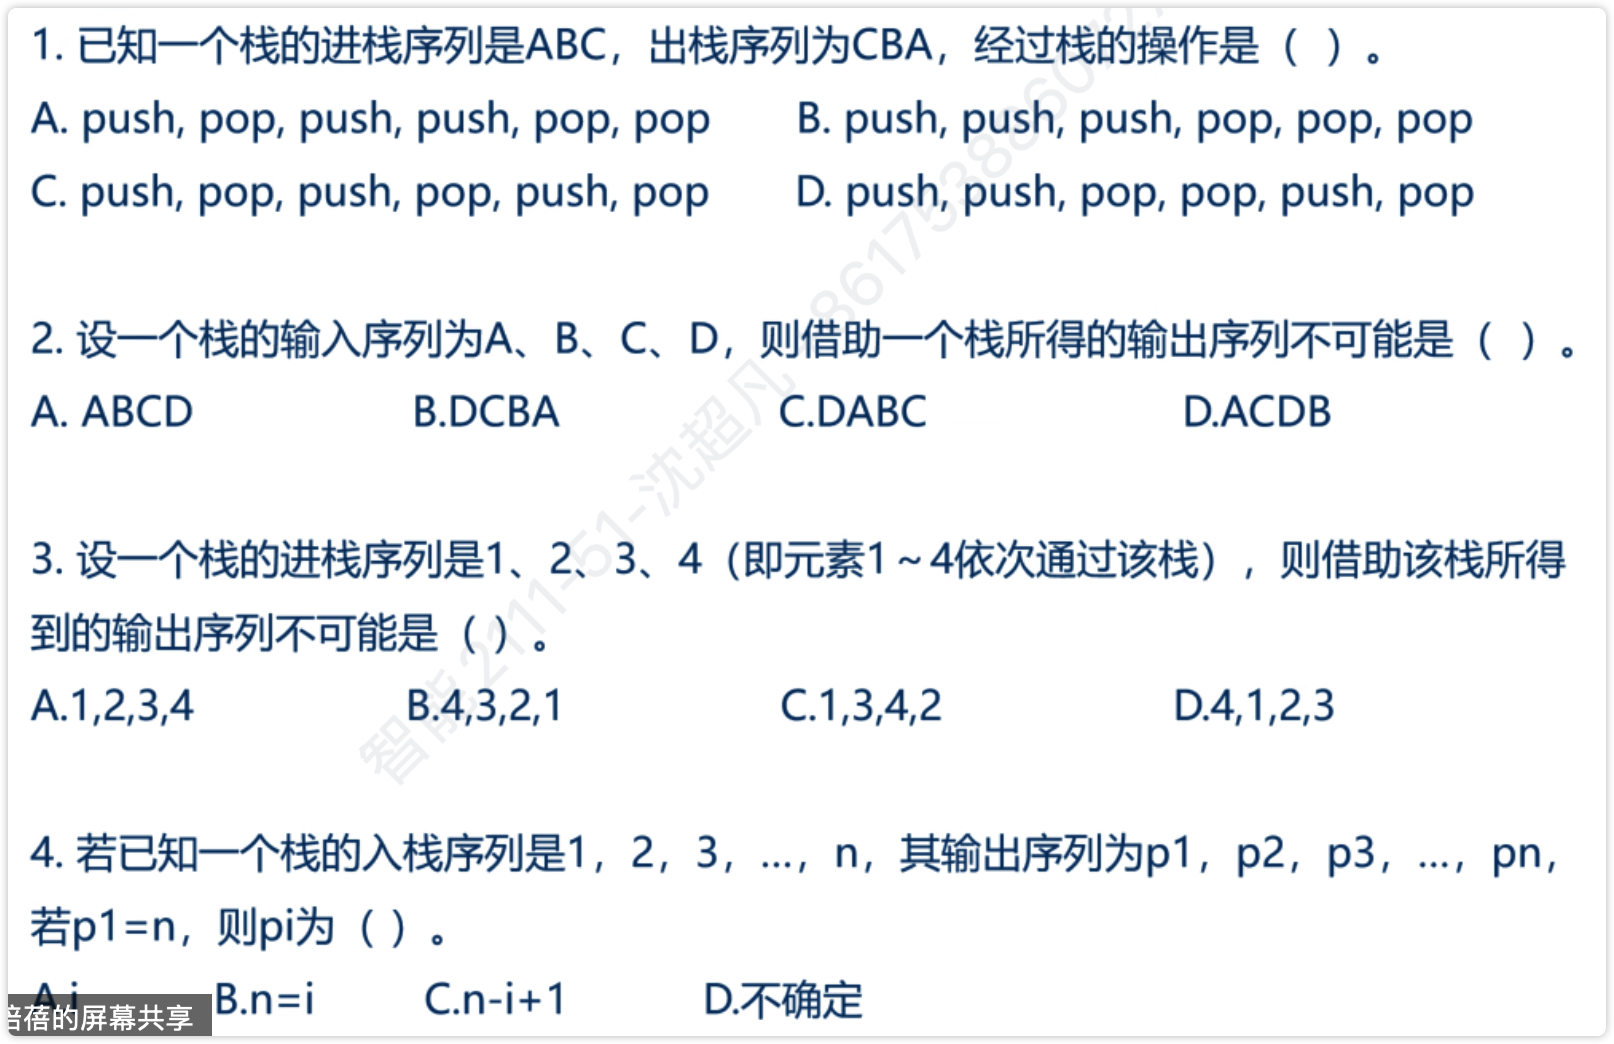 1. 已知一个栈的进栈序列是ABC，出栈序列为CBA，经过栈的操作是（ ）。
A. push, pop, push, push, pop, pop B. push, push, push, pop, pop, pop
C. push, pop, push, pop, push, pop D. push, push, pop, pop, push, pop
2. 设一个栈的输入序列为A、B、C、D，则借助一个栈所得的输出序列不可能是（ ）。
A. ABCD B.DCBA C.DABC D.ACDB
3. 设一个栈的进栈序列是1、2、3、4（即元素1～4依次通过该栈），则借助该栈所得
到的输出序列不可能是（ ）。
A.1,2,3,4 B.4,3,2,1 C.1,3,4,2 D.4,1,2,3
4. 若已知一个栈的入栈序列是1，2，3，...，n，其输出序列为p1，p2，p3，...，pn，
若p1=n，则pi为（ ）。
A.i B.n=i C.n-i+1 D.不确定
蓓的屏幕共享
智能2111-51-沈超凡